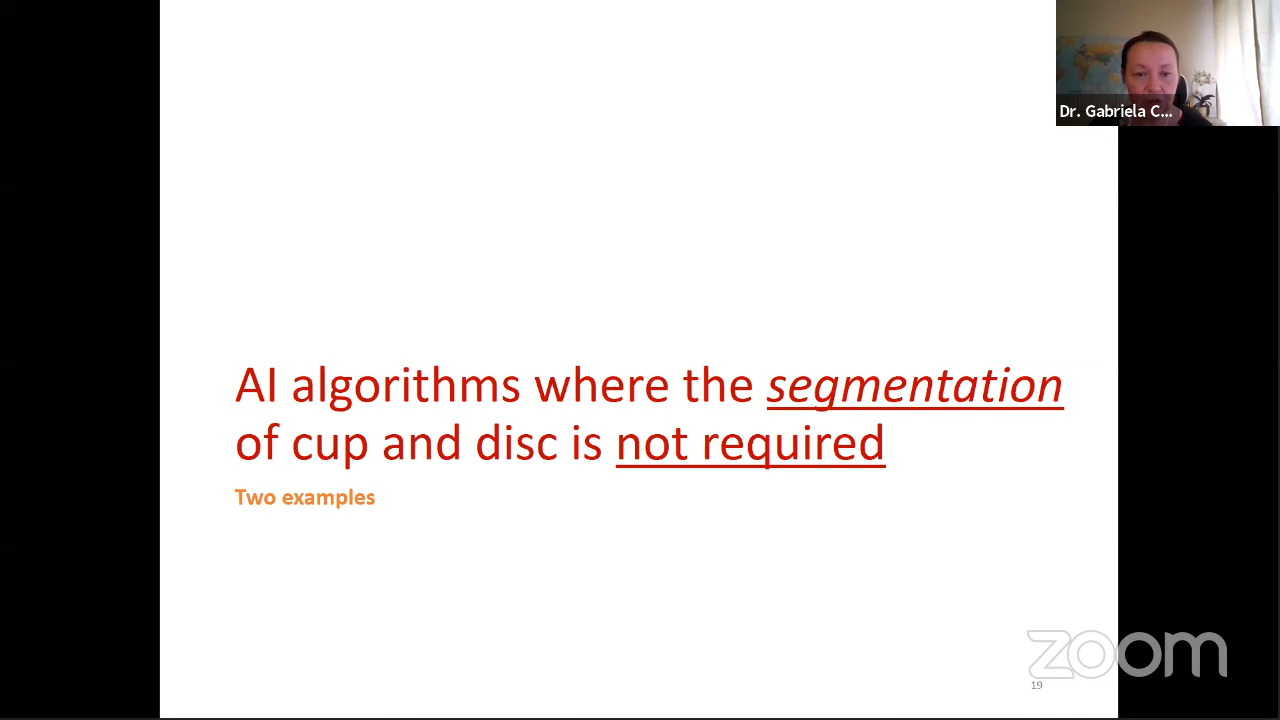 Dr. Gabriela C...
AI algorithms where the segmentation
of cup and disc is not required
Two examples
zoom
19